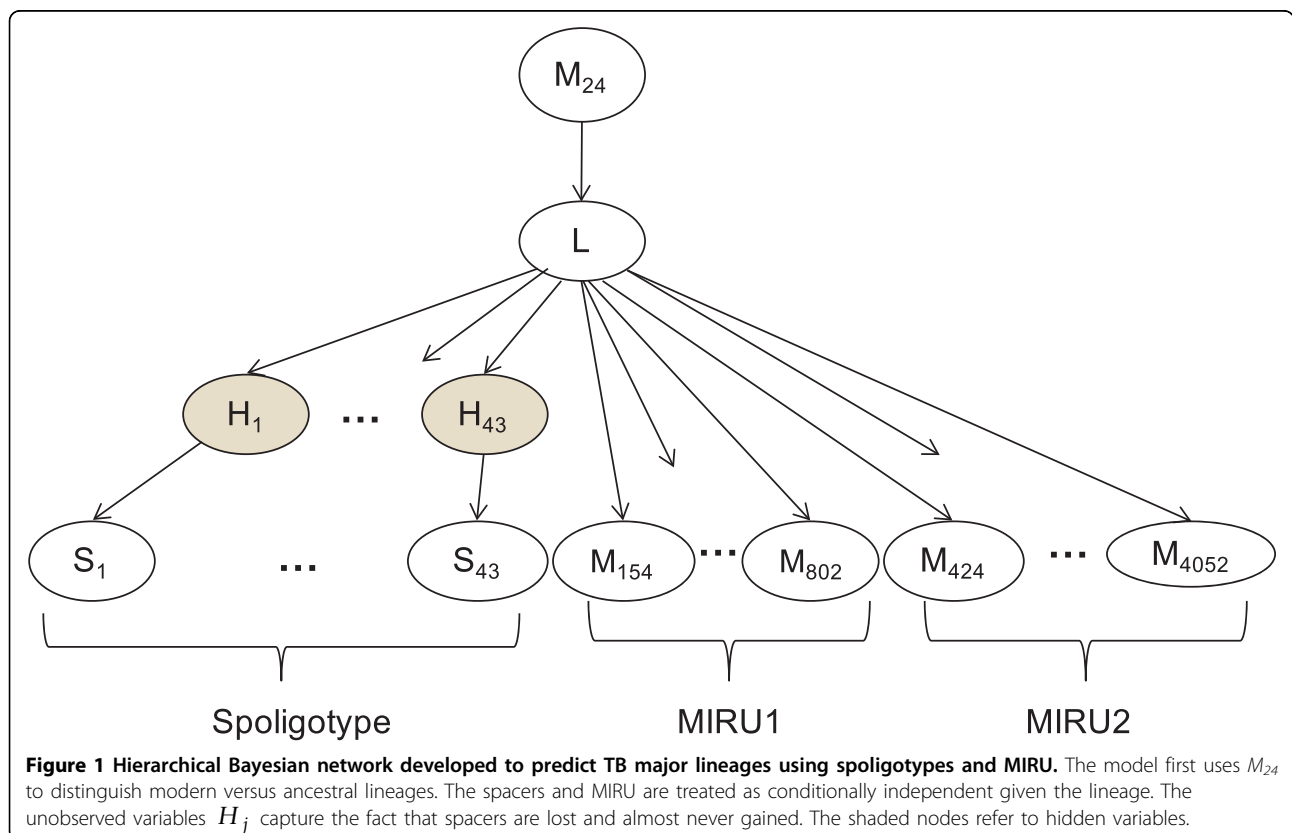 M24
L
H1 ... H43
S1 ... S43 M154 ... M802 M424 ... M4052
Spoligotype MIRU1 MIRU2
Figure 1 Hierarchical Bayesian network developed to predict TB major lineages using spoligotypes and MIRU. The model first uses M24
to distinguish modern versus ancestral lineages. The spacers and MIRU are treated as conditionally independent given the lineage. The
unobserved variables Hj capture the fact that spacers are lost and almost never gained. The shaded nodes refer to hidden variables.